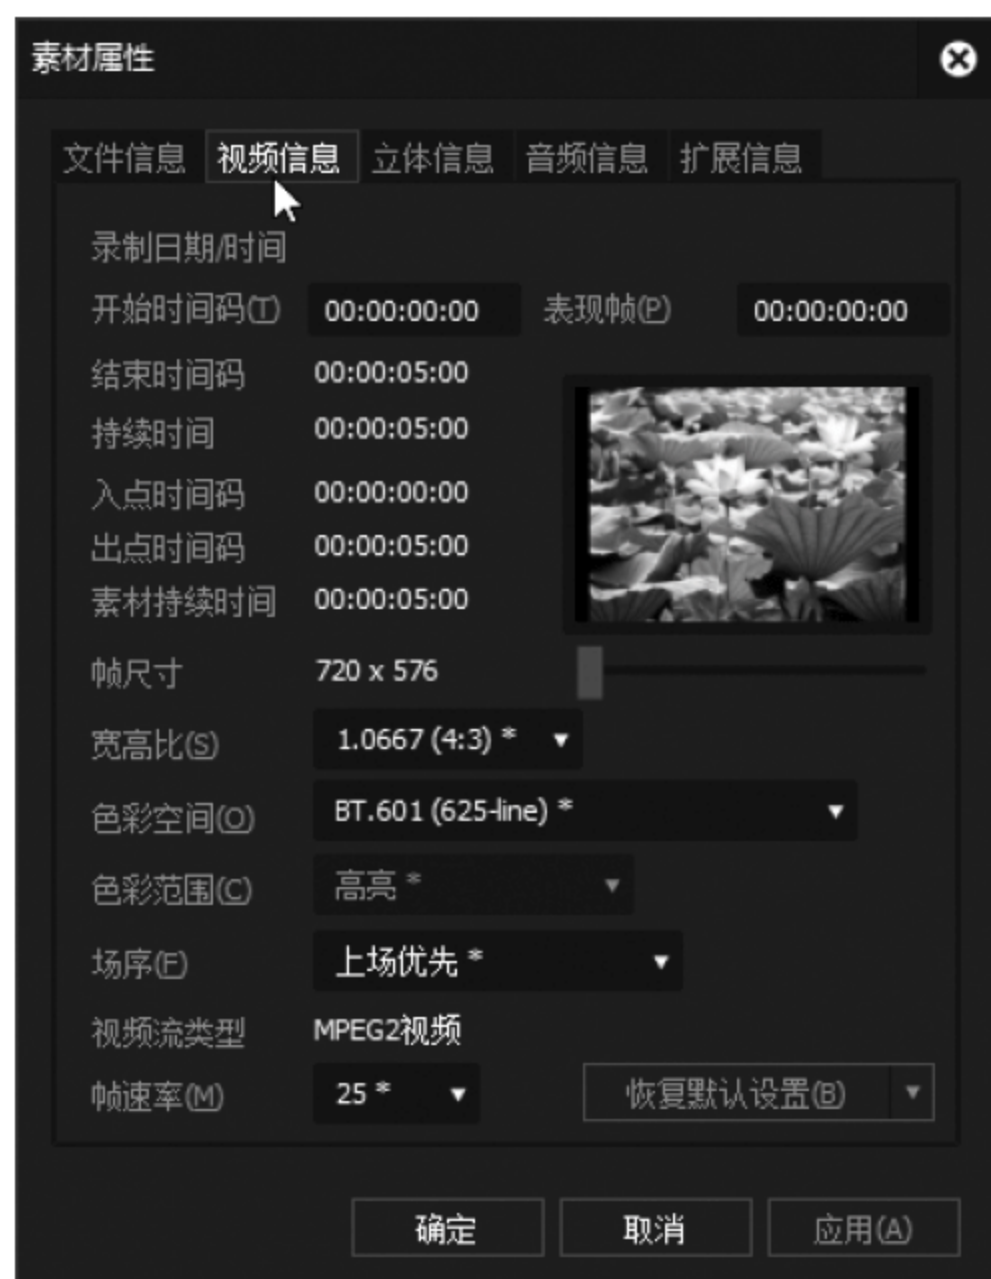 素材属性
文件信息 视频信息 立体信息 音频信息 扩展信息
录制日期/时间
开始时间码(T) 00:00:00:00 表现帧(P) 00:00:00:00
结束时间码 00:00:05:00
持续时间 00:00:05:00
入点时间码 00:00:00:00
出点时间码 00:00:05:00
素材持续时间 00:00:05:00
帧尺寸 720 x 576
宽高比(S) 1.0667 (4:3) *
色彩空间(O) BT.601 (625-line) *
色彩范围(C) 高亮 *
场序(F) 上场优先 *
视频流类型 MPEG2视频
帧速率(M) 25 * 恢复默认设置(B)
确定 取消 应用(A)